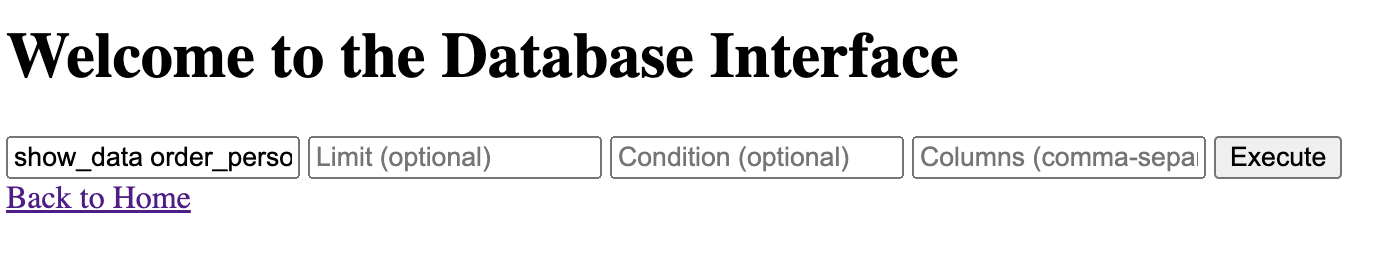 Welcome to the Database Interface
show_data order_perso Limit (optional) Condition (optional) Columns (comma-sepa Execute
Back to Home